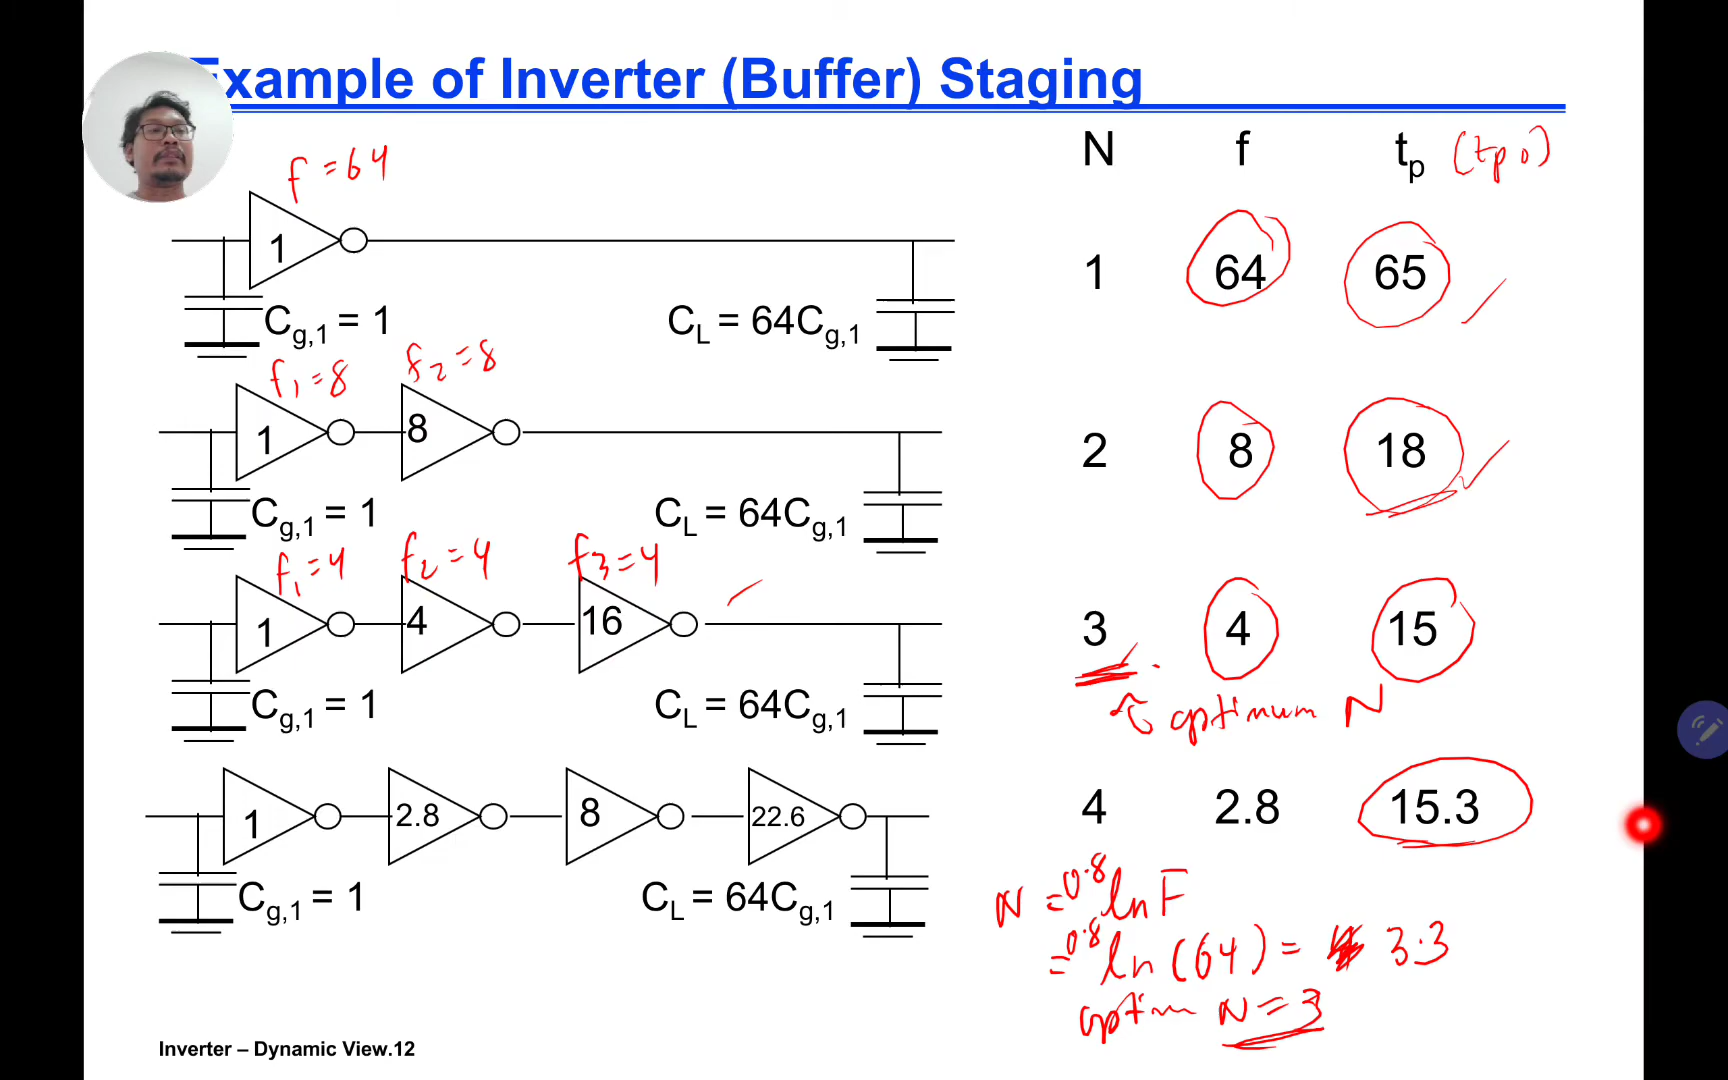 Example of Inverter (Buffer) Staging
N f tp (tp0)
f = 64
1
Cg,1 = 1
CL = 64Cg,1
1 64 65
f1 = 8 f2 = 8
1 8
Cg,1 = 1
CL = 64Cg,1
2 8 18
f1 = 4 f2 = 4 f3 = 4
1 4 16
Cg,1 = 1
CL = 64Cg,1
3 4 15
optimum N
1 2.8 8 22.6
Cg,1 = 1
CL = 64Cg,1
4 2.8 15.3
N = 0.8 ln F
= 0.8 ln (64) = 3.3
optim N = 3
Inverter – Dynamic View.12